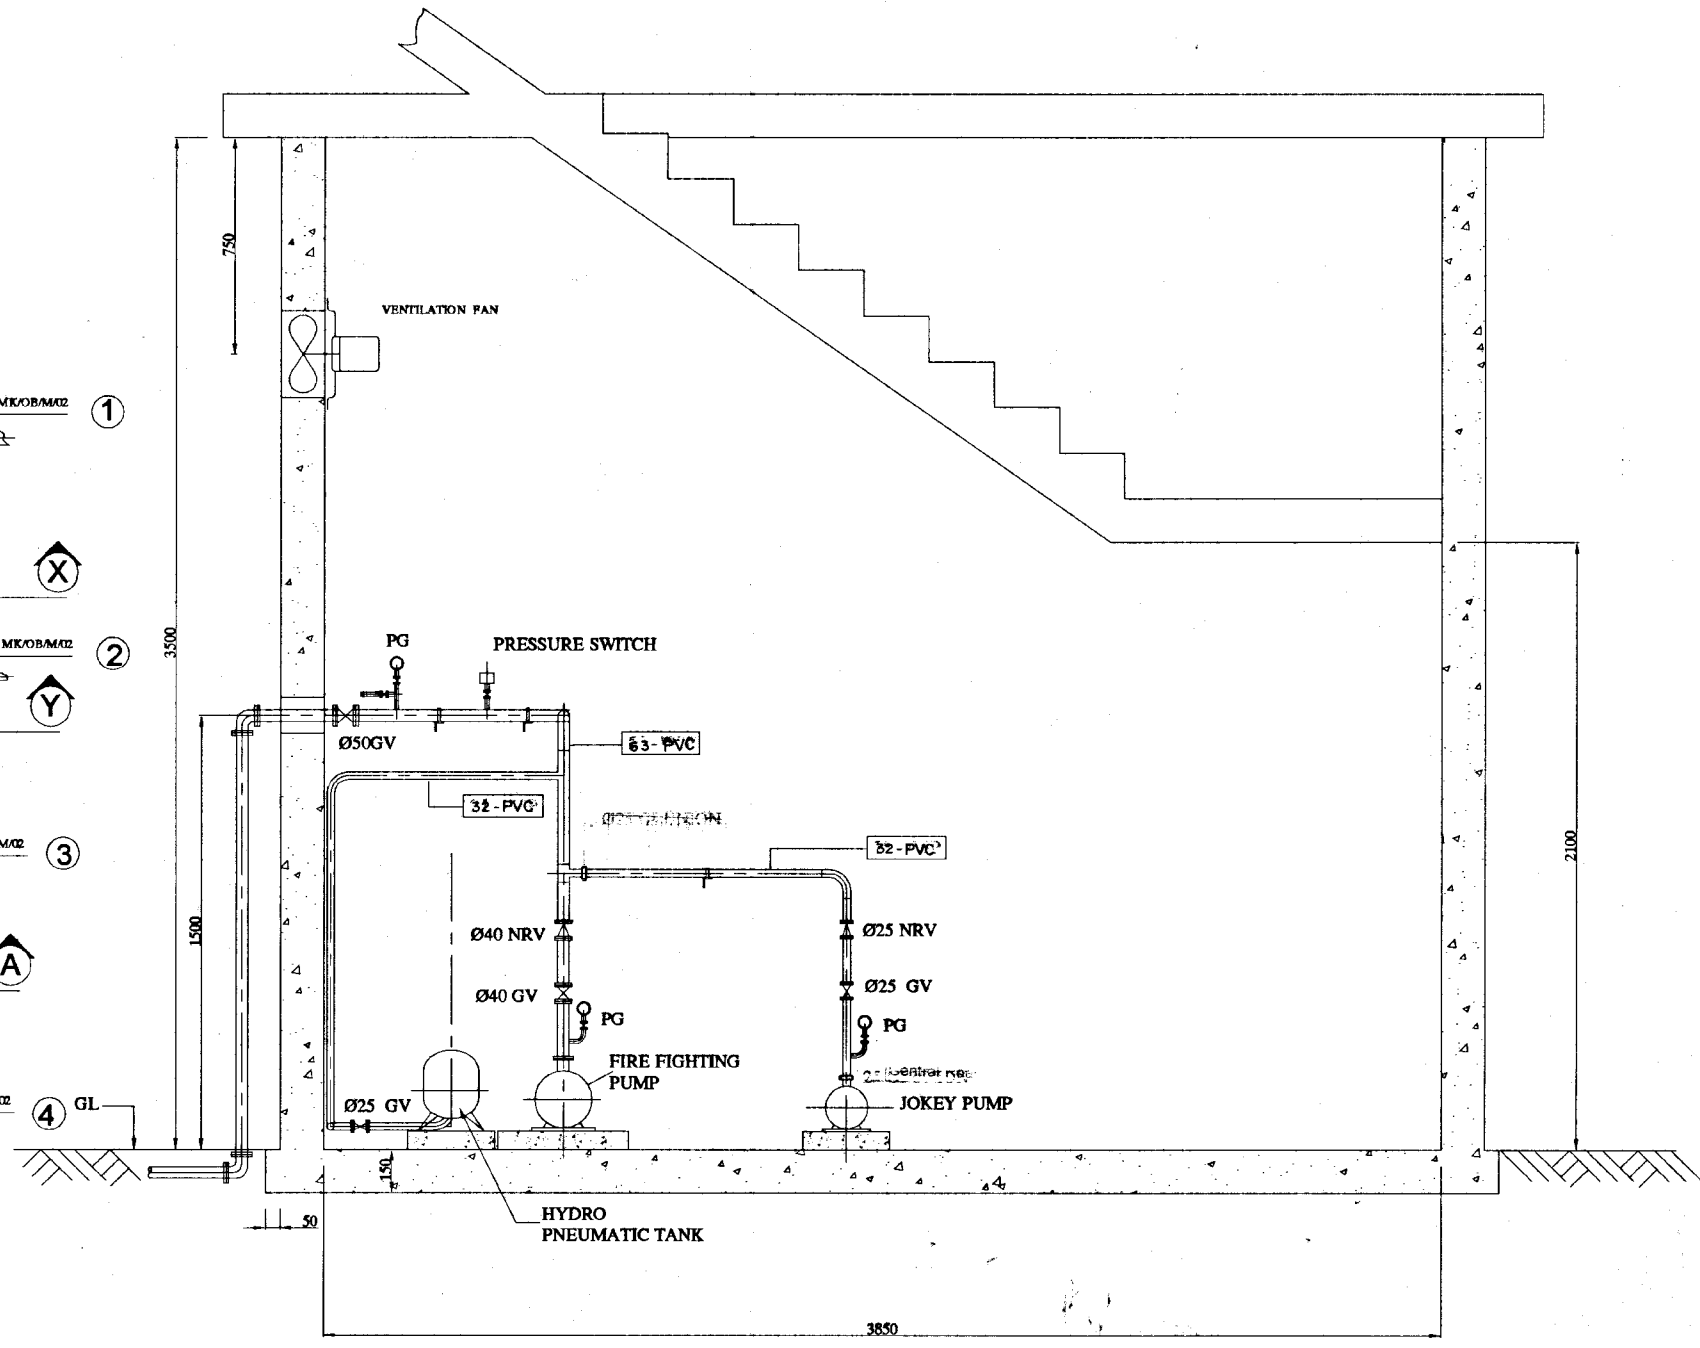 750
VENTILATION FAN
MK/OB/M/02
1
X
3500
MK/OB/M/02
2
PG
PRESSURE SWITCH
Y
Ø50GV
63-PVC
32-PVC
32-PVC
M/02
3
2100
1500
Ø40 NRV
Ø25 NRV
A
Ø40 GV
Ø25 GV
PG
PG
FIRE FIGHTING
PUMP
02
4
GL
Ø25 GV
JOKEY PUMP
150
50
HYDRO
PNEUMATIC TANK
3850